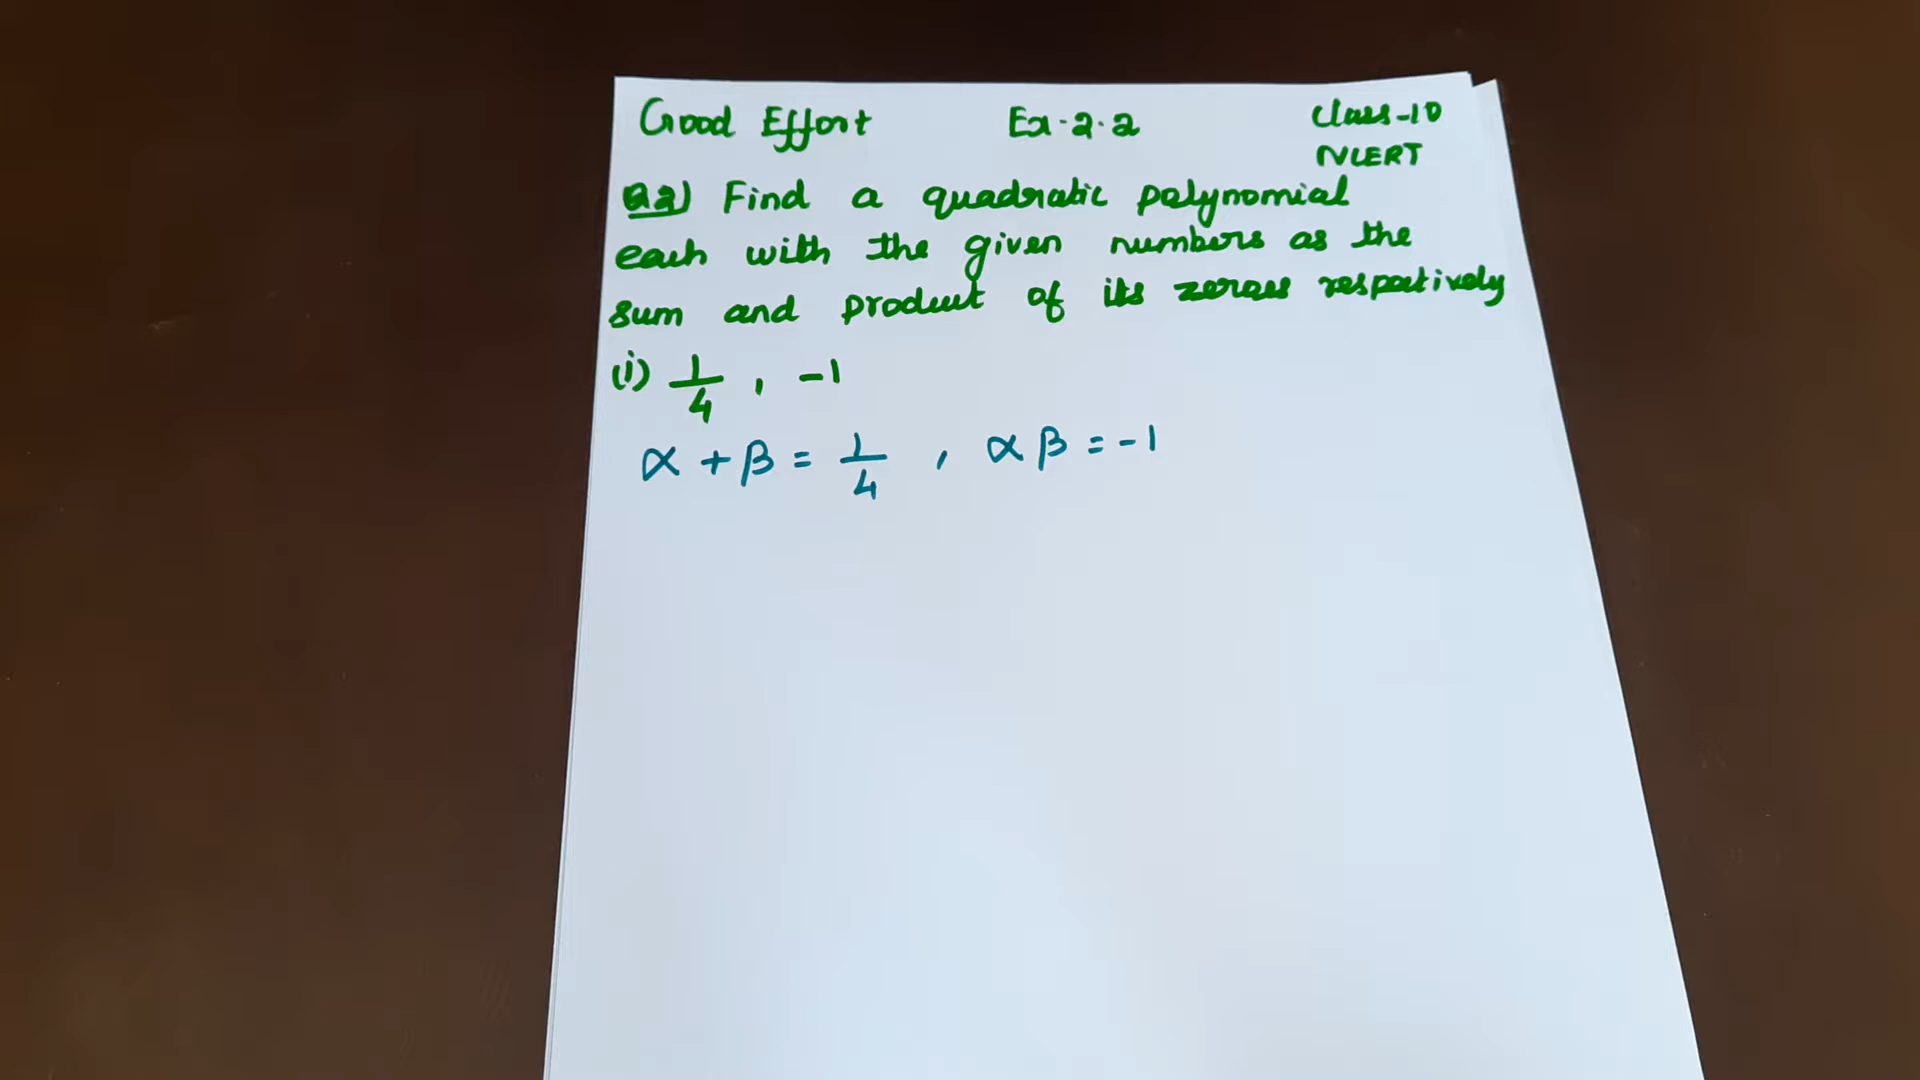 Good Effort Ex-2.2 Class-10
NCERT
Q2) Find a quadratic polynomial
each with the given numbers as the
sum and product of its zeroes respectively
(i) 1/4 , -1
α + β = 1/4 , α β = -1